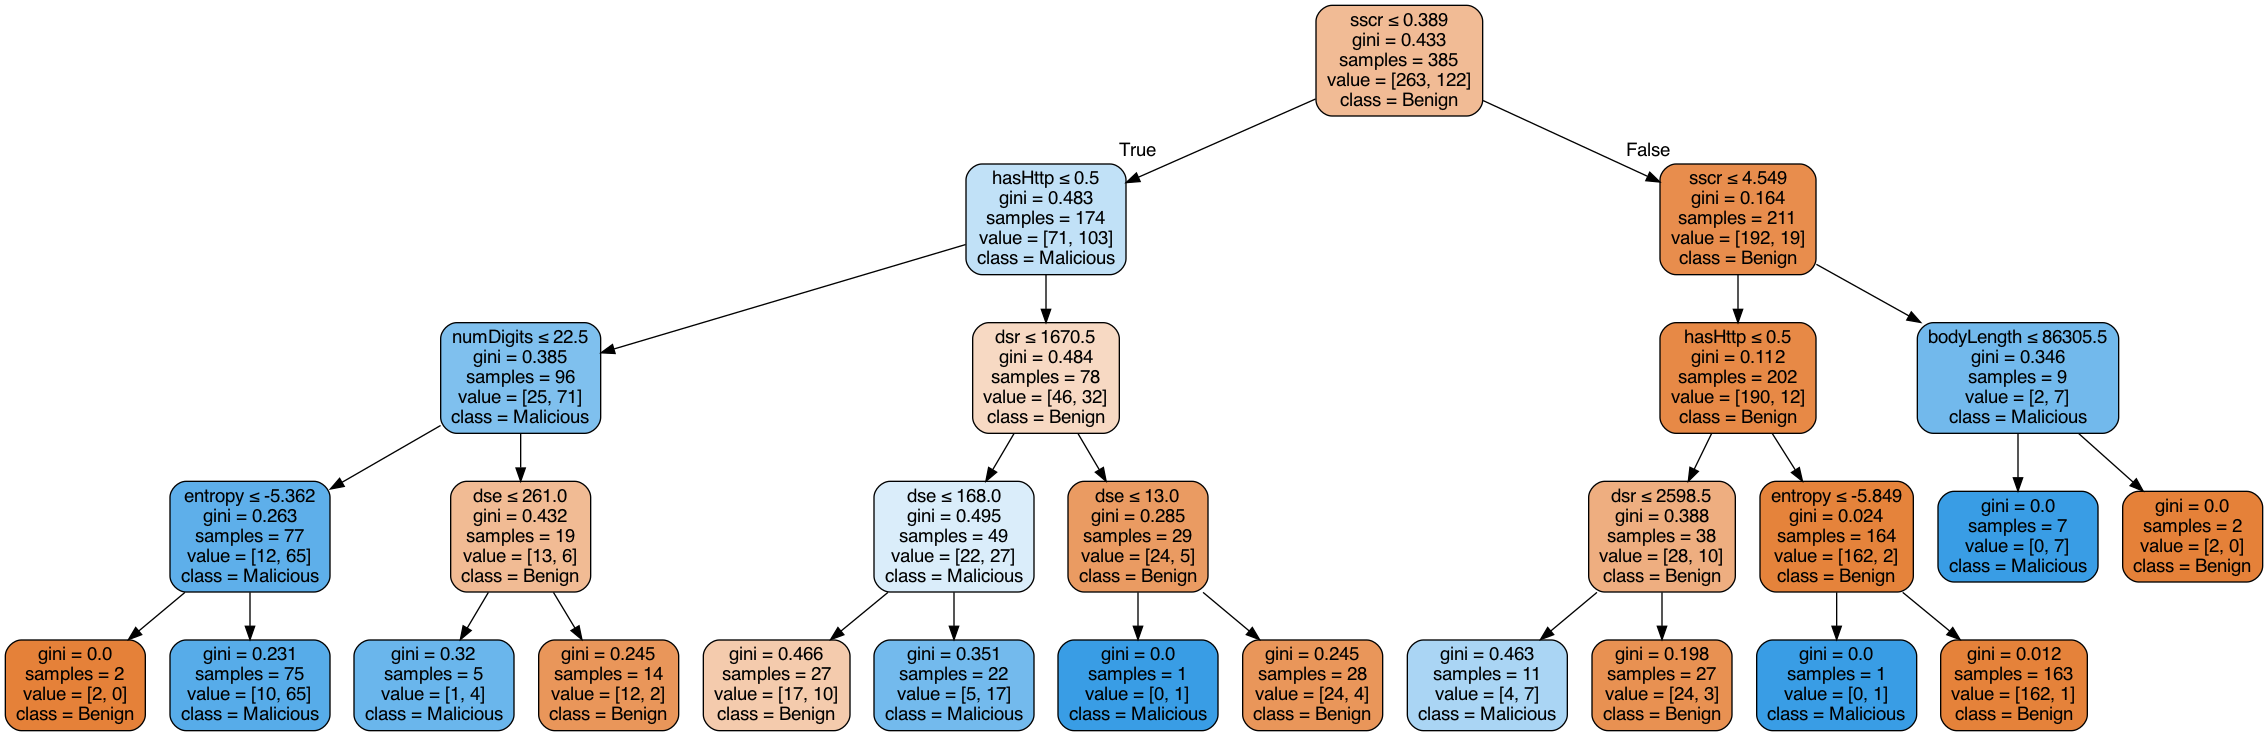 sscr ≤ 0.389
gini = 0.433
samples = 385
value = [263, 122]
class = Benign
True
False
hasHttp ≤ 0.5
gini = 0.483
samples = 174
value = [71, 103]
class = Malicious
sscr ≤ 4.549
gini = 0.164
samples = 211
value = [192, 19]
class = Benign
numDigits ≤ 22.5
gini = 0.385
samples = 96
value = [25, 71]
class = Malicious
dsr ≤ 1670.5
gini = 0.484
samples = 78
value = [46, 32]
class = Benign
hasHttp ≤ 0.5
gini = 0.112
samples = 202
value = [190, 12]
class = Benign
bodyLength ≤ 86305.5
gini = 0.346
samples = 9
value = [2, 7]
class = Malicious
entropy ≤ -5.362
gini = 0.263
samples = 77
value = [12, 65]
class = Malicious
dse ≤ 261.0
gini = 0.432
samples = 19
value = [13, 6]
class = Benign
dse ≤ 168.0
gini = 0.495
samples = 49
value = [22, 27]
class = Malicious
dse ≤ 13.0
gini = 0.285
samples = 29
value = [24, 5]
class = Benign
dsr ≤ 2598.5
gini = 0.388
samples = 38
value = [28, 10]
class = Benign
entropy ≤ -5.849
gini = 0.024
samples = 164
value = [162, 2]
class = Benign
gini = 0.0
samples = 7
value = [0, 7]
class = Malicious
gini = 0.0
samples = 2
value = [2, 0]
class = Benign
gini = 0.0
samples = 2
value = [2, 0]
class = Benign
gini = 0.231
samples = 75
value = [10, 65]
class = Malicious
gini = 0.32
samples = 5
value = [1, 4]
class = Malicious
gini = 0.245
samples = 14
value = [12, 2]
class = Benign
gini = 0.466
samples = 27
value = [17, 10]
class = Benign
gini = 0.351
samples = 22
value = [5, 17]
class = Malicious
gini = 0.0
samples = 1
value = [0, 1]
class = Malicious
gini = 0.245
samples = 28
value = [24, 4]
class = Benign
gini = 0.463
samples = 11
value = [4, 7]
class = Malicious
gini = 0.198
samples = 27
value = [24, 3]
class = Benign
gini = 0.0
samples = 1
value = [0, 1]
class = Malicious
gini = 0.012
samples = 163
value = [162, 1]
class = Benign